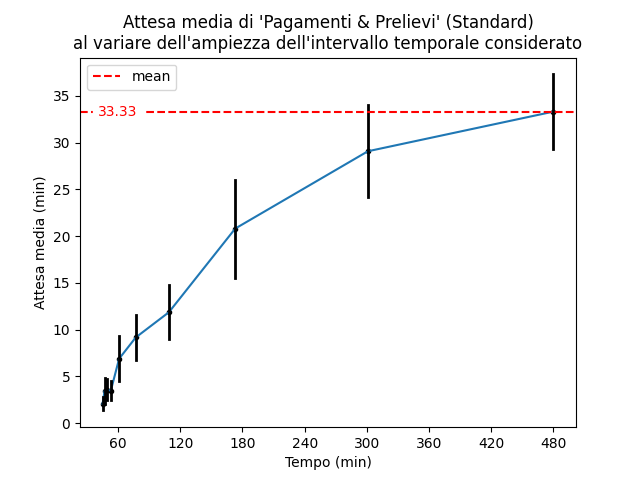 Attesa media di 'Pagamenti & Prelievi' (Standard)
al variare dell'ampiezza dell'intervallo temporale considerato
mean
33.33
35
30
25
20
15
10
5
0
Attesa media (min)
60 120 180 240 300 360 420 480
Tempo (min)